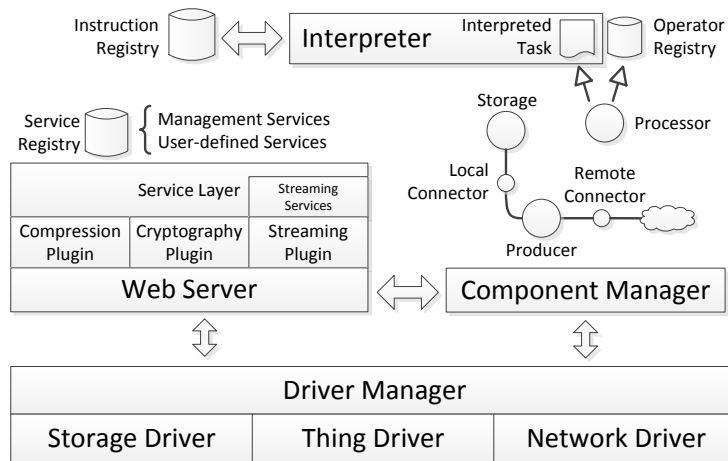 Instruction
Registry
Interpreter
Interpreted
Task
Operator
Registry
Storage
Processor
Service
Registry
Management Services
User-defined Services
Local
Connector
Remote
Connector
Service Layer
Streaming
Services
Compression
Plugin
Cryptography
Plugin
Streaming
Plugin
Producer
Web Server
Component Manager
Driver Manager
Storage Driver
Thing Driver
Network Driver